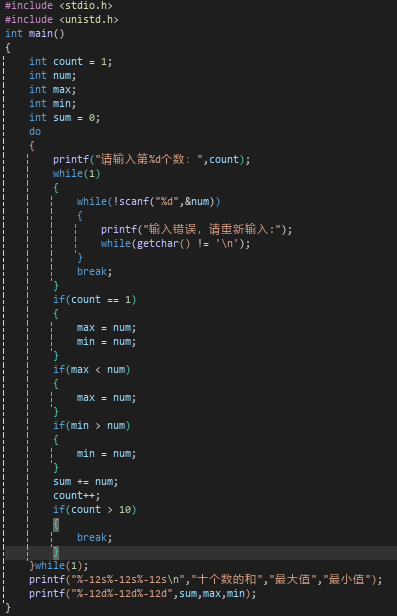 #include <stdio.h>
#include <unistd.h>
int main()
{
    int count = 1;
    int num;
    int max;
    int min;
    int sum = 0;
    do
    {
        printf("请输入第%d个数: ",count);
        while(1)
        {
            while(!scanf("%d",&num))
            {
                printf("输入错误, 请重新输入:");
                while(getchar() != '\n');
            }
            break;
        }
        if(count == 1)
        {
            max = num;
            min = num;
        }
        if(max < num)
        {
            max = num;
        }
        if(min > num)
        {
            min = num;
        }
        sum += num;
        count++;
        if(count > 10)
        {
            break;
        }
    }while(1);
    printf("%-12s%-12s%-12s\n","十个数的和","最大值","最小值");
    printf("%-12d%-12d%-12d",sum,max,min);
}